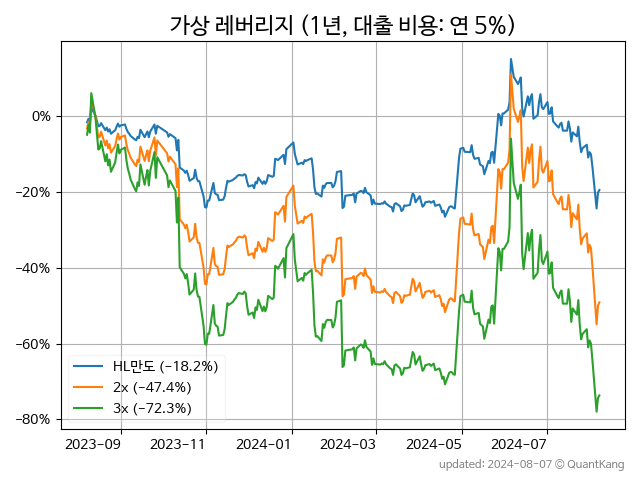 가상 레버리지 (1년, 대출 비용: 연 5%)
0%
−20%
−40%
−60%
−80%
HL만도 (−18.2%)
2x (−47.4%)
3x (−72.3%)
2023-09 2023-11 2024-01 2024-03 2024-05 2024-07
updated: 2024-08-07 © QuantKang